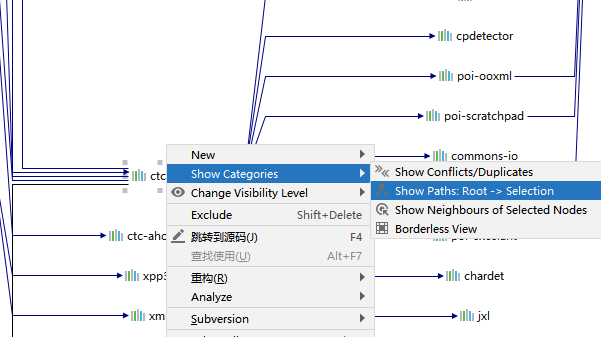 cpdetector
poi-ooxml
poi-scratchpad
commons-io
ctc
New
Show Categories
Change Visibility Level
Exclude Shift+Delete
跳转到源码(J) F4
查找使用(U) Alt+F7
重构(R)
Analyze
Subversion
Show Conflicts/Duplicates
Show Paths: Root -> Selection
Show Neighbours of Selected Nodes
Borderless View
ctc-aho
xpp3
chardet
xm
jxl